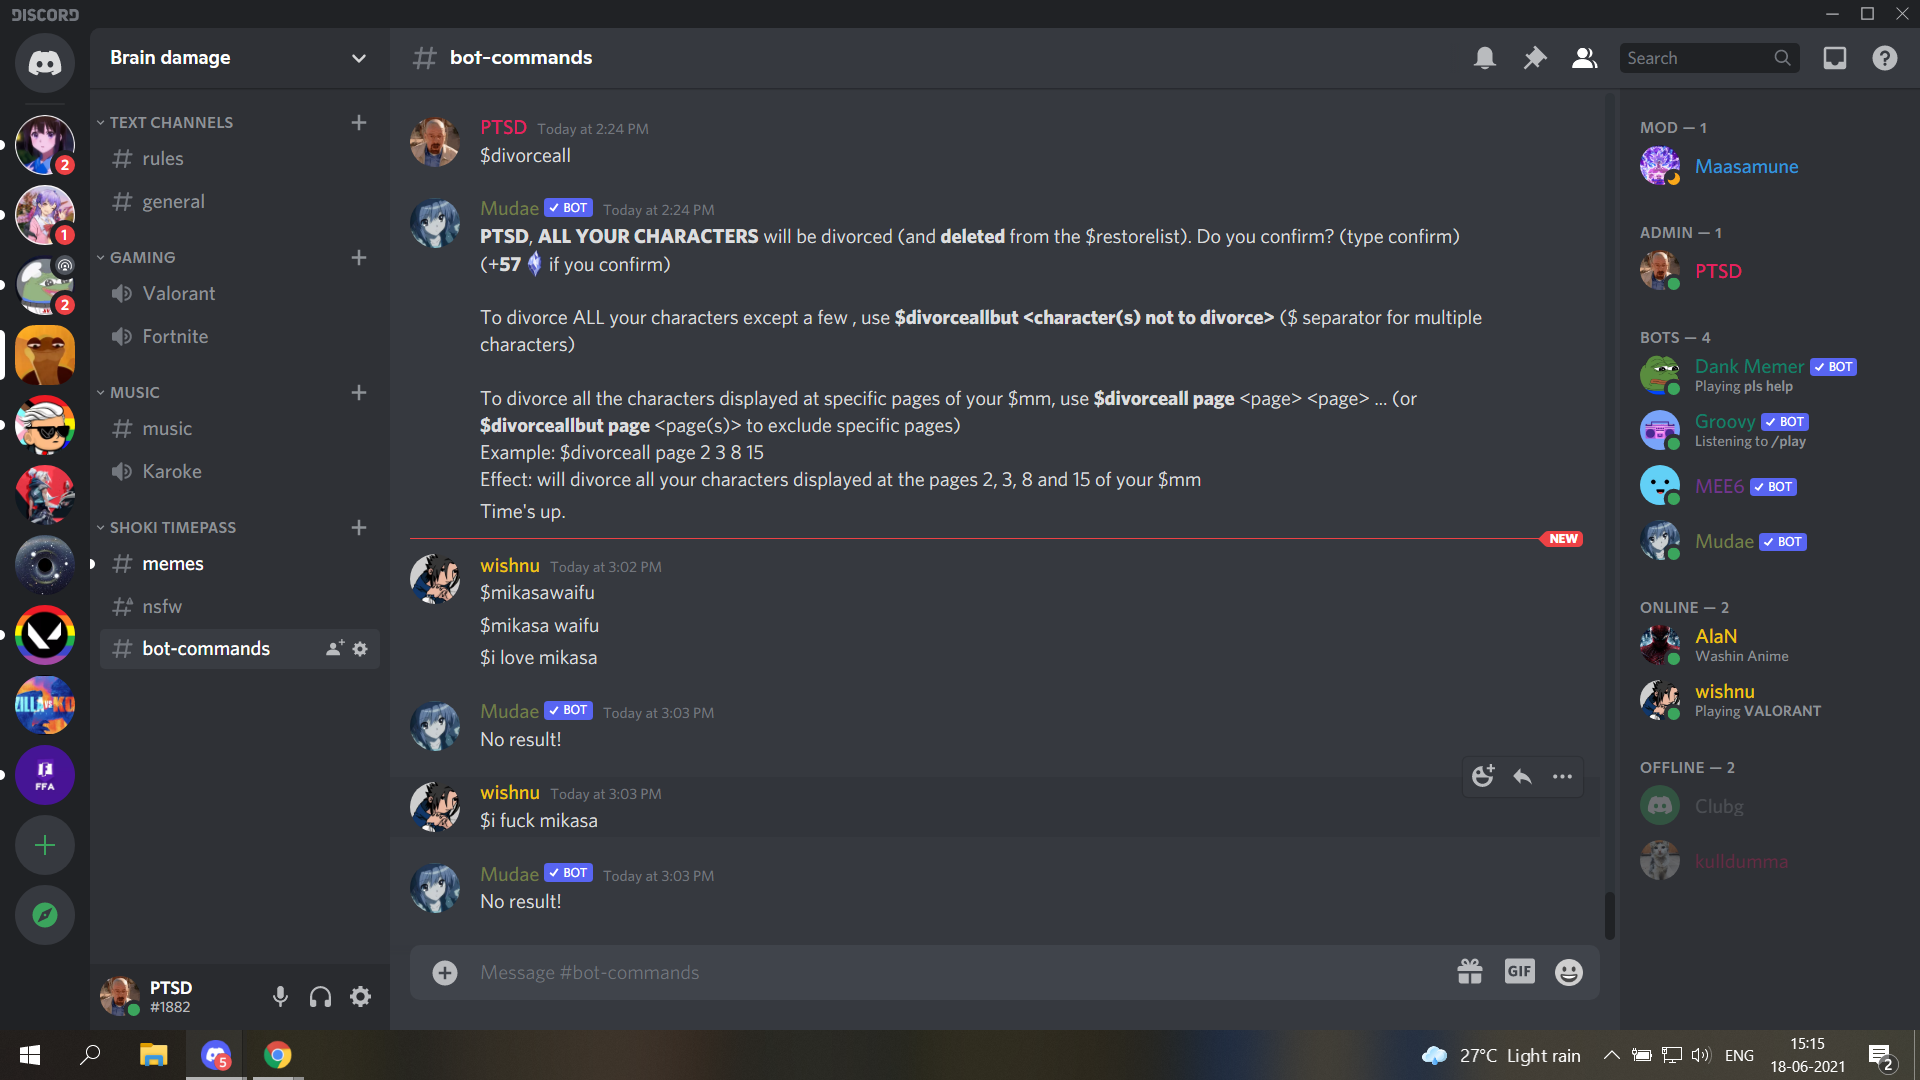 DISCORD
Brain damage
bot-commands
Search
TEXT CHANNELS
rules
general
GAMING
Valorant
Fortnite
MUSIC
music
Karoke
SHOKI TIMEPASS
memes
nsfw
bot-commands
2
1
2
ZILLA VS KO
FFA
PTSD
#1882
PTSD Today at 2:24 PM
$divorceall
Mudae BOT Today at 2:24 PM
PTSD, ALL YOUR CHARACTERS will be divorced (and deleted from the $restorelist). Do you confirm? (type confirm)
(+57 if you confirm)
To divorce ALL your characters except a few , use $divorceallbut <character(s) not to divorce> ($ separator for multiple
characters)
To divorce all the characters displayed at specific pages of your $mm, use $divorceall page <page> <page> ... (or
$divorceallbut page <page(s)> to exclude specific pages)
Example: $divorceall page 2 3 8 15
Effect: will divorce all your characters displayed at the pages 2, 3, 8 and 15 of your $mm
Time's up.
NEW
wishnu Today at 3:02 PM
$mikasawaifu
$mikasa waifu
$i love mikasa
Mudae BOT Today at 3:03 PM
No result!
wishnu Today at 3:03 PM
$i fuck mikasa
Mudae BOT Today at 3:03 PM
No result!
Message #bot-commands
GIF
MOD — 1
Maasamune
ADMIN — 1
PTSD
BOTS — 4
Dank Memer BOT
Playing pls help
Groovy BOT
Listening to /play
MEE6 BOT
Mudae BOT
ONLINE — 2
AlaN
Washin Anime
wishnu
Playing VALORANT
OFFLINE — 2
Clubg
kulldumma
5
27°C Light rain
ENG
15:15
18-06-2021
2